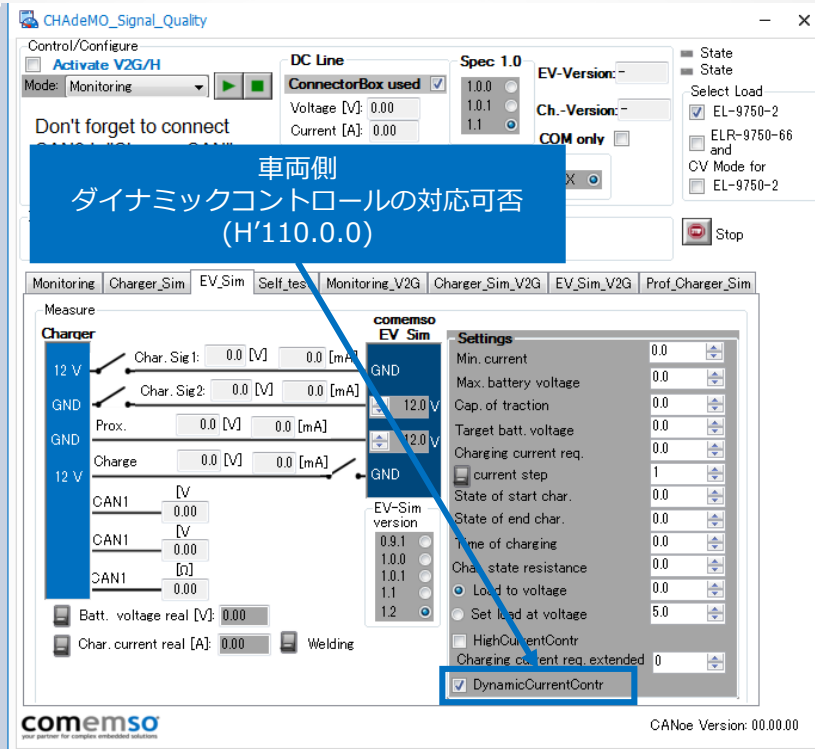 CHAdeMO_Signal_Quality
Control/Configure
Activate V2G/H
Mode: Monitoring
Don't forget to connect
DC Line
ConnectorBox used
Voltage [V]: 0.00
Current [A]: 0.00
Spec 1.0
1.0.0
1.0.1
1.1
EV-Version: -
Ch.-Version: -
COM only
X
State
State
Select Load
EL-9750-2
ELR-9750-66
and
CV Mode for
EL-9750-2
Stop
車両側
ダイナミックコントロールの対応可否
(H'110.0.0)
Monitoring Charger_Sim EV_Sim Self_test Monitoring_V2G Charger_Sim_V2G EV_Sim_V2G Prof_Charger_Sim
Measure
Charger
comemso
EV Sim
12 V Char. Sig1: 0.0 [V] 0.0 [mA] GND
GND Char. Sig2: 0.0 [V] 0.0 [mA] 12.0 V
GND Prox. 0.0 [V] 0.0 [mA] 12.0 V
12 V Charge 0.0 [V] 0.0 [mA] GND
CAN1 [V
0.00
CAN1 [V
0.00
CAN1 [Ω]
0.00
EV-Sim
version
0.9.1
1.0.0
1.0.1
1.1
1.2
Batt. voltage real [V]: 0.00
Char. current real [A]: 0.00 Welding
Settings
Min. current 0.0
Max. battery voltage 0.0
Cap. of traction 0.0
Target batt. voltage 0.0
Charging current req. 0.0
current step 1
State of start char. 0.0
State of end char. 0.0
Time of charging 0.0
Char. state resistance 0.0
Load to voltage 0.0
Set load at voltage 5.0
HighCurrentContr
Charging current req. extended 0
DynamicCurrentContr
comemso
your partner for complex embedded solutions
CANoe Version: 00.00.00